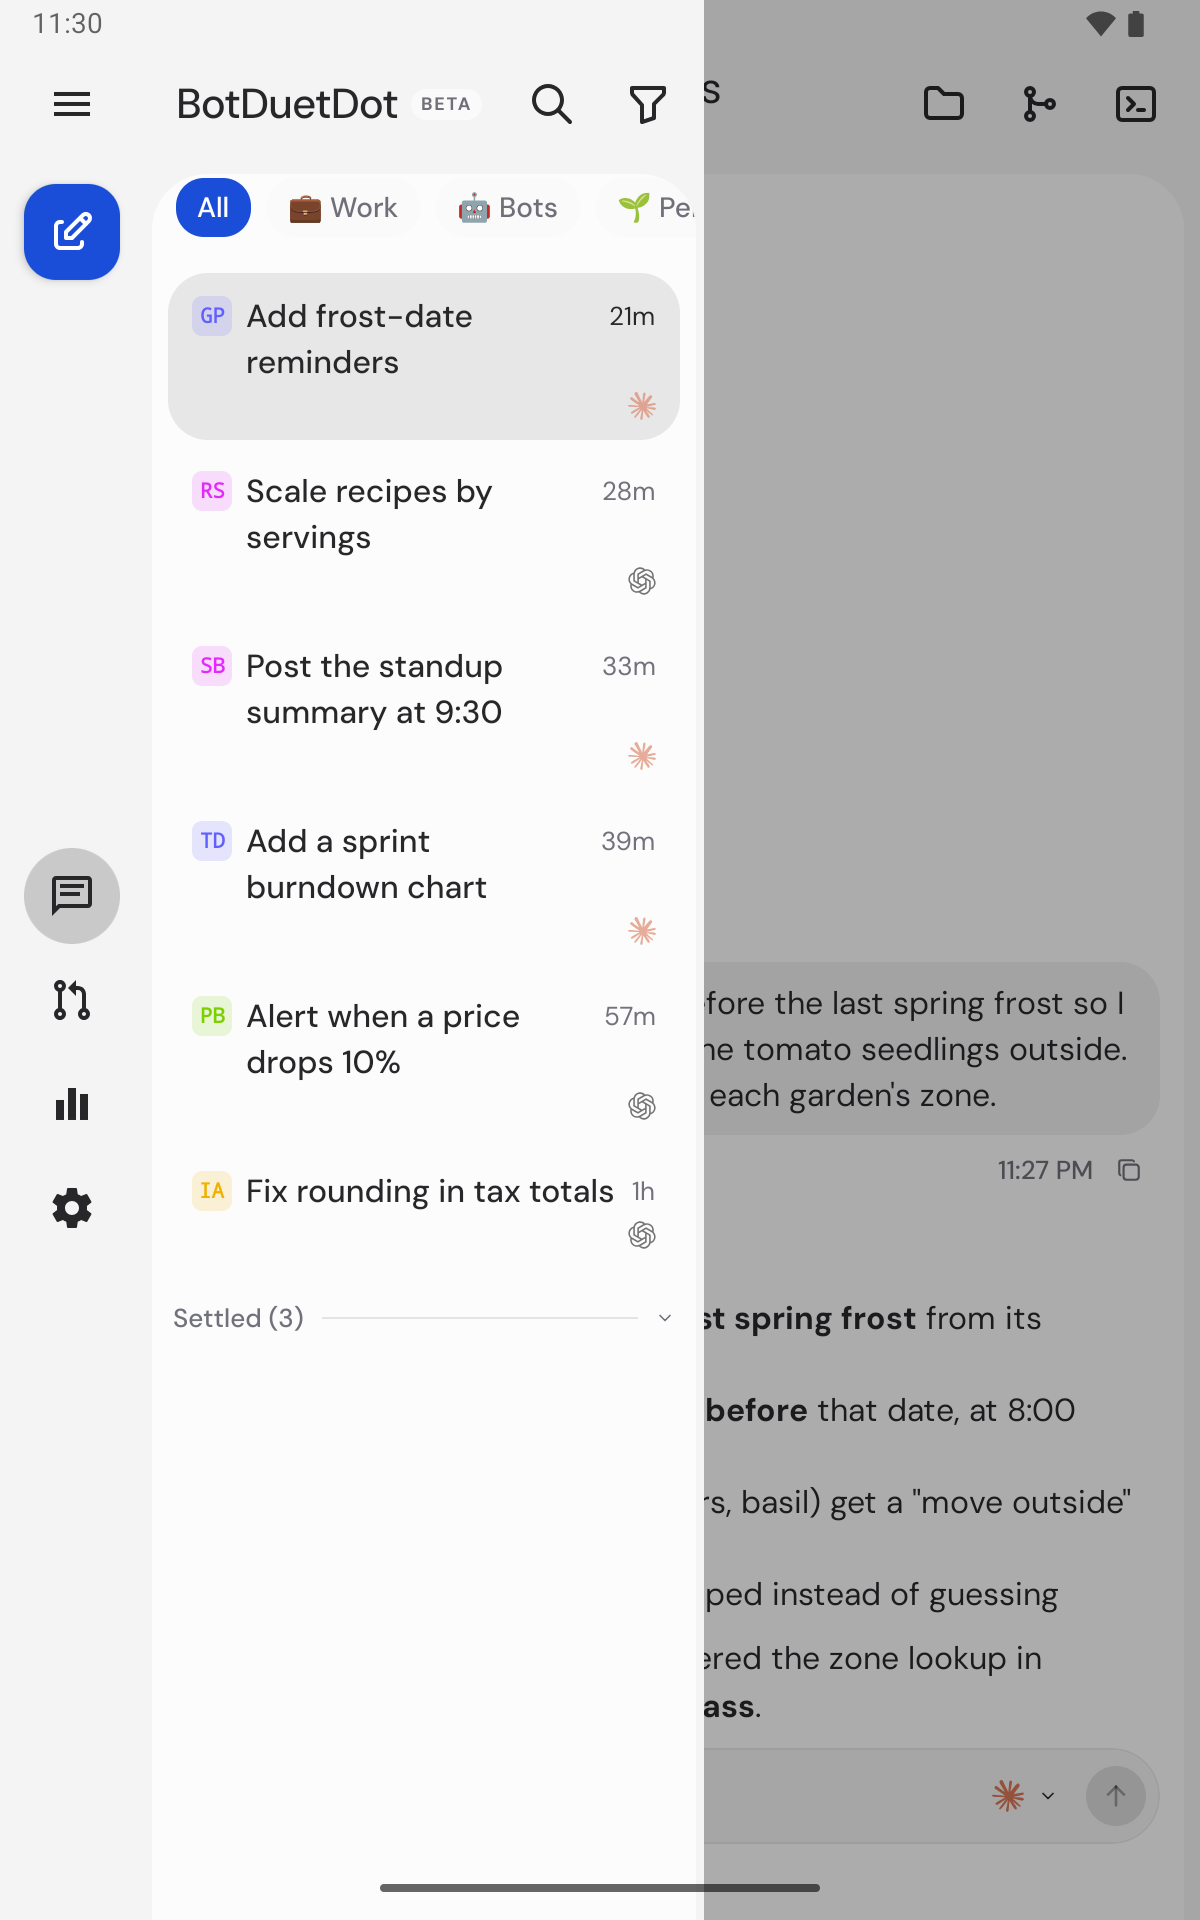 11:30
BotDuetDot BETA
All
💼 Work
🤖 Bots
🌱 Pe
GP Add frost-date 21m
reminders
RS Scale recipes by 28m
servings
SB Post the standup 33m
summary at 9:30
TD Add a sprint 39m
burndown chart
PB Alert when a price 57m
drops 10%
IA Fix rounding in tax totals 1h
Settled (3)
s
fore the last spring frost so I
he tomato seedlings outside.
each garden's zone.
11:27 PM
st spring frost from its
before that date, at 8:00
rs, basil) get a "move outside"
ped instead of guessing
ered the zone lookup in
ass.